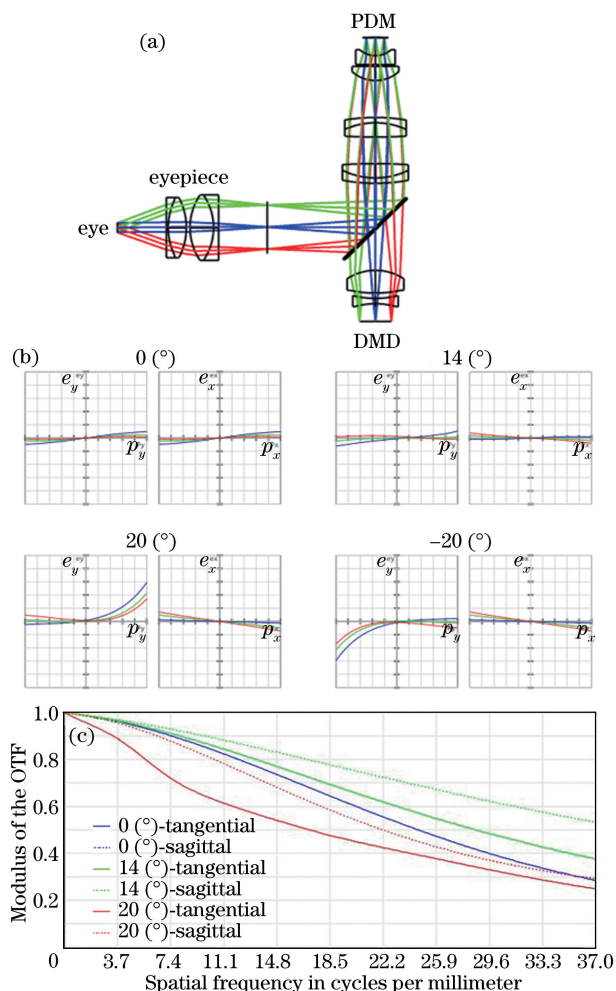 PDM
(a)
eyepiece
eye
DMD
(b)
0 (°)
14 (°)
e_y
e_x
e_y
e_x
p_y
p_x
p_y
p_x
20 (°)
−20 (°)
e_y
e_x
e_y
e_x
p_y
p_x
p_y
p_x
1.0
(c)
0.8
0.6
0.4
0.2
0
Modulus of the OTF
0 (°)-tangential
0 (°)-sagittal
14 (°)-tangential
14 (°)-sagittal
20 (°)-tangential
20 (°)-sagittal
3.7 7.4 11.1 14.8 18.5 22.2 25.9 29.6 33.3 37.0
Spatial frequency in cycles per millimeter